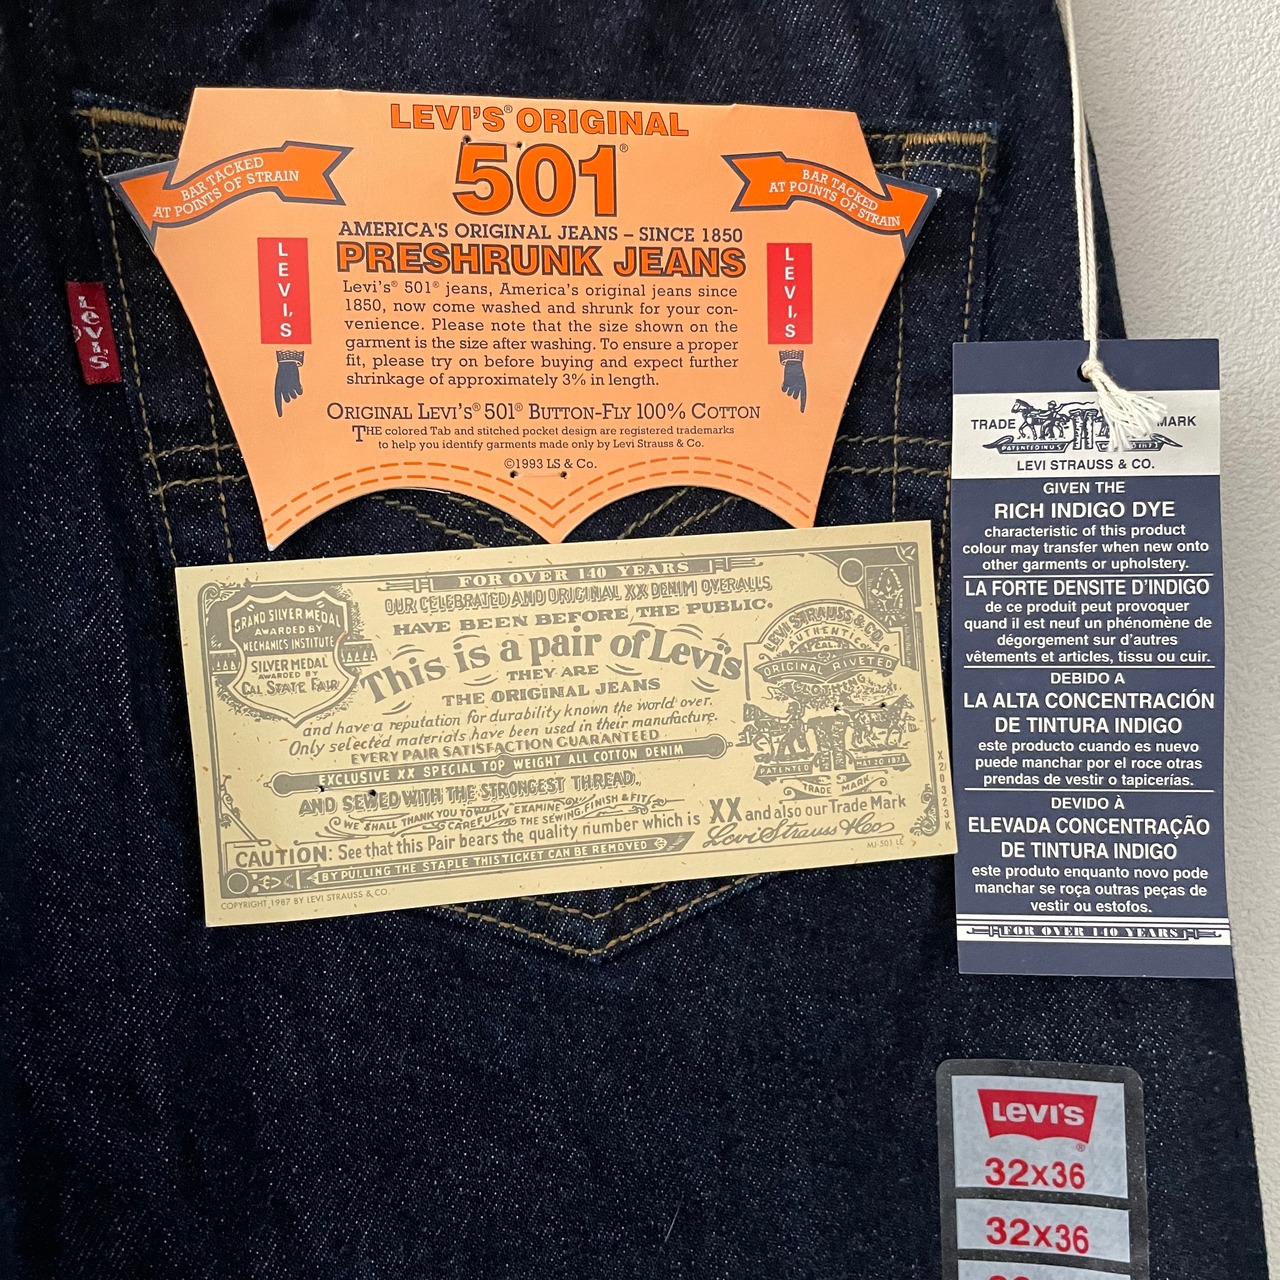 LEVI'S® ORIGINAL
501®
BAR TACKED
AT POINTS OF STRAIN
BAR TACKED
AT POINTS OF STRAIN
AMERICA'S ORIGINAL JEANS – SINCE 1850
PRESHRUNK JEANS
LEVI'S
LEVI'S
Levi's® 501® jeans, America's original jeans since
1850, now come washed and shrunk for your con-
venience. Please note that the size shown on the
garment is the size after washing. To ensure a proper
fit, please try on before buying and expect further
shrinkage of approximately 3% in length.
ORIGINAL LEVI'S® 501® BUTTON-FLY 100% COTTON
THE colored Tab and stitched pocket design are registered trademarks
to help you identify garments made only by Levi Strauss & Co.
©1993 LS & Co.
LEVI'S
FOR OVER 140 YEARS
OUR CELEBRATED AND ORIGINAL XX DENIM OVERALLS
HAVE BEEN BEFORE THE PUBLIC.
This is a pair of Levi's
THEY ARE
THE ORIGINAL JEANS
and have a reputation for durability known the world over.
Only selected materials have been used in their manufacture.
EVERY PAIR SATISFACTION GUARANTEED
EXCLUSIVE XX SPECIAL TOP WEIGHT ALL COTTON DENIM
AND SEWED WITH THE STRONGEST THREAD.
WE SHALL THANK YOU TO CAREFULLY EXAMINE THE SEWING, FINISH & FIT
CAUTION: See that this Pair bears the quality number which is XX and also our Trade Mark
Levi Strauss & Co
BY PULLING THE STAPLE THIS TICKET CAN BE REMOVED
COPYRIGHT 1987 BY LEVI STRAUSS & CO.
MJ-501 LE
X20323K
GRAND SILVER MEDAL
AWARDED BY
MECHANICS INSTITUTE
SILVER MEDAL
AWARDED BY
CAL STATE FAIR
LEVI STRAUSS & CO.
AUTHENTIC
ORIGINAL RIVETED
CLOTHING
PATENTED MAY 20 1873
TRADE MARK
TRADE MARK
LEVI STRAUSS & CO.
GIVEN THE
RICH INDIGO DYE
characteristic of this product
colour may transfer when new onto
other garments or upholstery.
LA FORTE DENSITE D'INDIGO
de ce produit peut provoquer
quand il est neuf un phénomène de
dégorgement sur d'autres
vêtements et articles, tissu ou cuir.
DEBIDO A
LA ALTA CONCENTRACIÓN
DE TINTURA INDIGO
este producto cuando es nuevo
puede manchar por el roce otras
prendas de vestir o tapicerías.
DEVIDO À
ELEVADA CONCENTRAÇÃO
DE TINTURA INDIGO
este produto enquanto novo pode
manchar se roça outras peças de
vestir ou estofos.
FOR OVER 140 YEARS
LEVI'S®
32x36
32x36